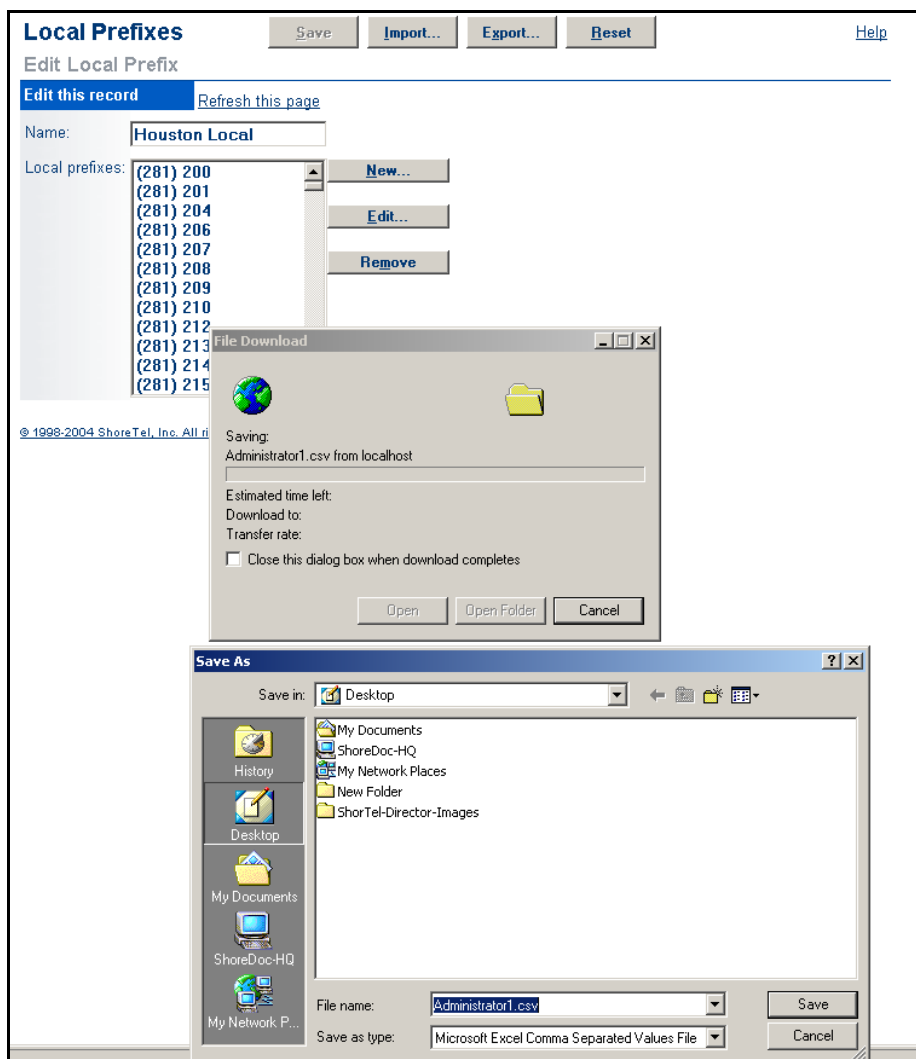 Local Prefixes
Save Import... Export... Reset Help
Edit Local Prefix
Edit this record Refresh this page
Name: Houston Local
Local prefixes: (281) 200 New...
(281) 201
(281) 204 Edit...
(281) 206
(281) 207
(281) 208 Remove
(281) 209
(281) 210
(281) 212
(281) 213
(281) 214
(281) 215
© 1998-2004 ShoreTel, Inc. All ri
File Download
Saving:
Administrator1.csv from localhost
Estimated time left:
Download to:
Transfer rate:
Close this dialog box when download completes
Open Open Folder Cancel
Save As
Save in: Desktop
History
Desktop
My Documents
ShoreDoc-HQ
My Network P...
My Documents
ShoreDoc-HQ
My Network Places
New Folder
ShorTel-Director-Images
File name: Administrator1.csv Save
Save as type: Microsoft Excel Comma Separated Values File Cancel